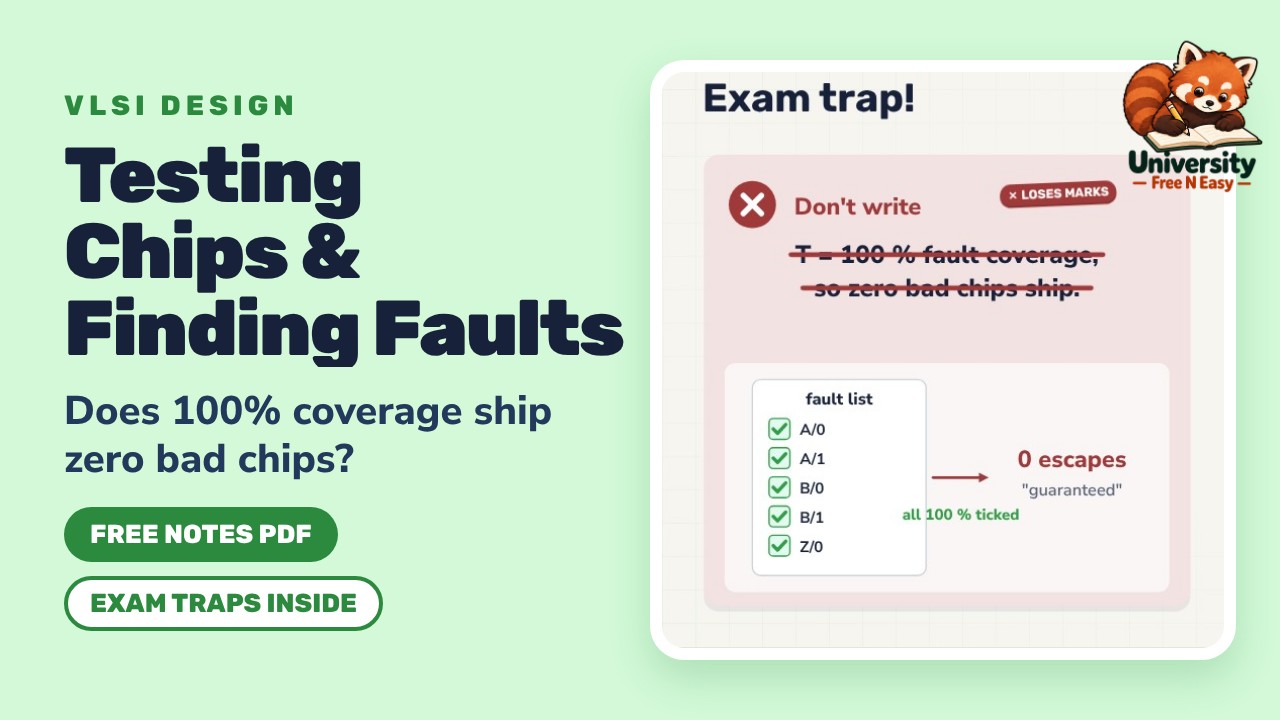 VLSI DESIGN
Testing
Chips &
Finding Faults
Does 100% coverage ship
zero bad chips?
FREE NOTES PDF
EXAM TRAPS INSIDE
Exam trap!
University
Free N Easy
× LOSES MARKS
Don't write
T = 100 % fault coverage,
so zero bad chips ship.
fault list
A/0
A/1
B/0
B/1
Z/0
0 escapes
"guaranteed"
all 100 % ticked